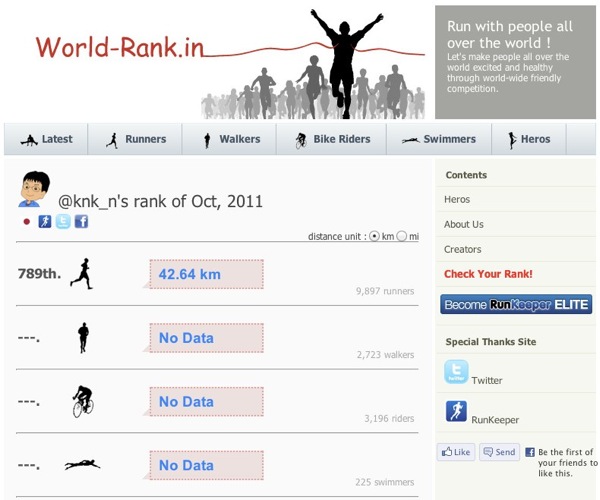 World-Rank.in
Run with people all
over the world !
Let's make people all over the
world excited and healthy
through world-wide friendly
competition.
Latest Runners Walkers Bike Riders Swimmers Heros
@knk_n's rank of Oct, 2011
distance unit : km mi
789th. 42.64 km
9,897 runners
---. No Data
2,723 walkers
---. No Data
3,196 riders
---. No Data
225 swimmers
Contents
Heros
About Us
Creators
Check Your Rank!
Become RunKeeper ELITE
Special Thanks Site
twitter Twitter
RunKeeper
Like Send Be the first of
your friends to
like this.